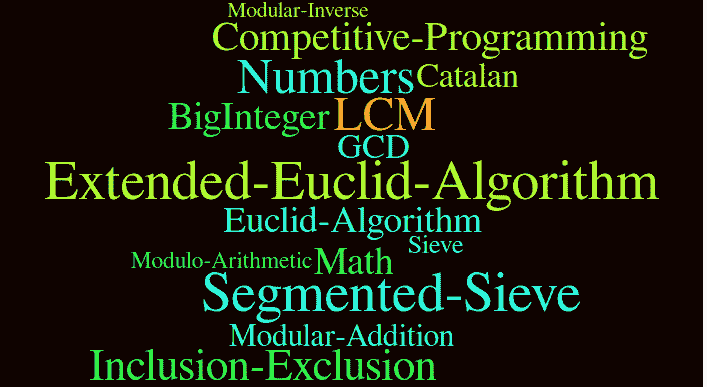 Modular-Inverse
Competitive-Programming
Numbers Catalan
BigInteger LCM
GCD
Extended-Euclid-Algorithm
Euclid-Algorithm
Sieve
Modulo-Arithmetic Math
Segmented-Sieve
Modular-Addition
Inclusion-Exclusion